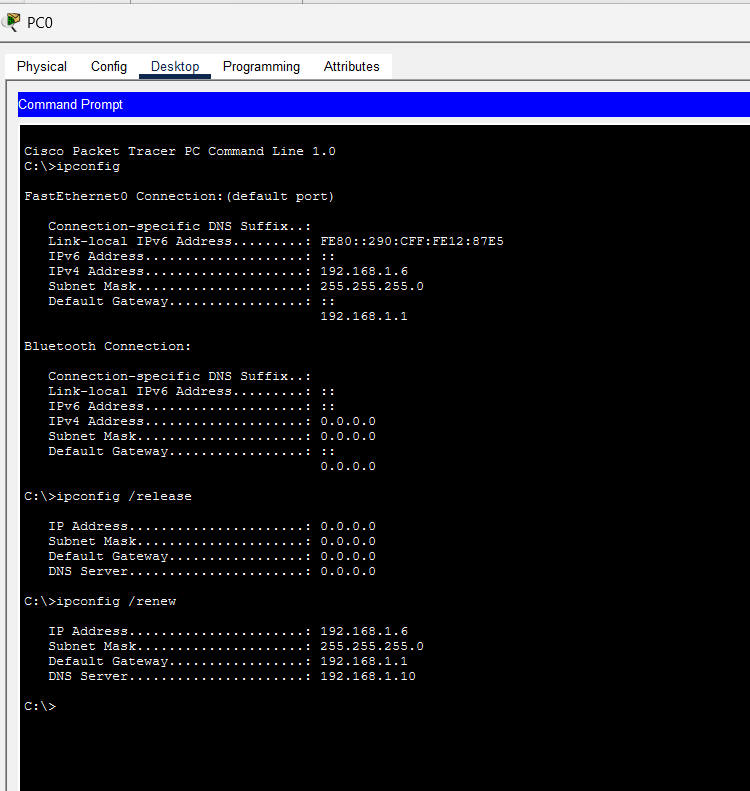 PC0
Physical Config Desktop Programming Attributes
Command Prompt
Cisco Packet Tracer PC Command Line 1.0
C:\>ipconfig
FastEthernet0 Connection:(default port)
Connection-specific DNS Suffix..:
Link-local IPv6 Address.........: FE80::290:CFF:FE12:87E5
IPv6 Address....................: ::
IPv4 Address....................: 192.168.1.6
Subnet Mask.....................: 255.255.255.0
Default Gateway.................: ::
192.168.1.1
Bluetooth Connection:
Connection-specific DNS Suffix..:
Link-local IPv6 Address.........: ::
IPv6 Address....................: ::
IPv4 Address....................: 0.0.0.0
Subnet Mask.....................: 0.0.0.0
Default Gateway.................: ::
0.0.0.0
C:\>ipconfig /release
IP Address......................: 0.0.0.0
Subnet Mask.....................: 0.0.0.0
Default Gateway.................: 0.0.0.0
DNS Server......................: 0.0.0.0
C:\>ipconfig /renew
IP Address......................: 192.168.1.6
Subnet Mask.....................: 255.255.255.0
Default Gateway.................: 192.168.1.1
DNS Server......................: 192.168.1.10
C:\>